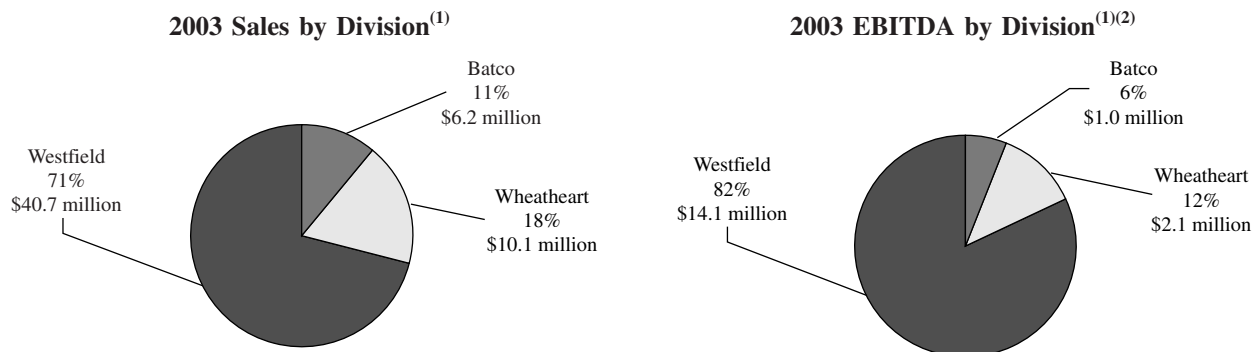 2003 Sales by Division(1)
Batco
11%
$6.2 million
Westfield
71%
$40.7 million
Wheatheart
18%
$10.1 million
2003 EBITDA by Division(1)(2)
Batco
6%
$1.0 million
Westfield
82%
$14.1 million
Wheatheart
12%
$2.1 million